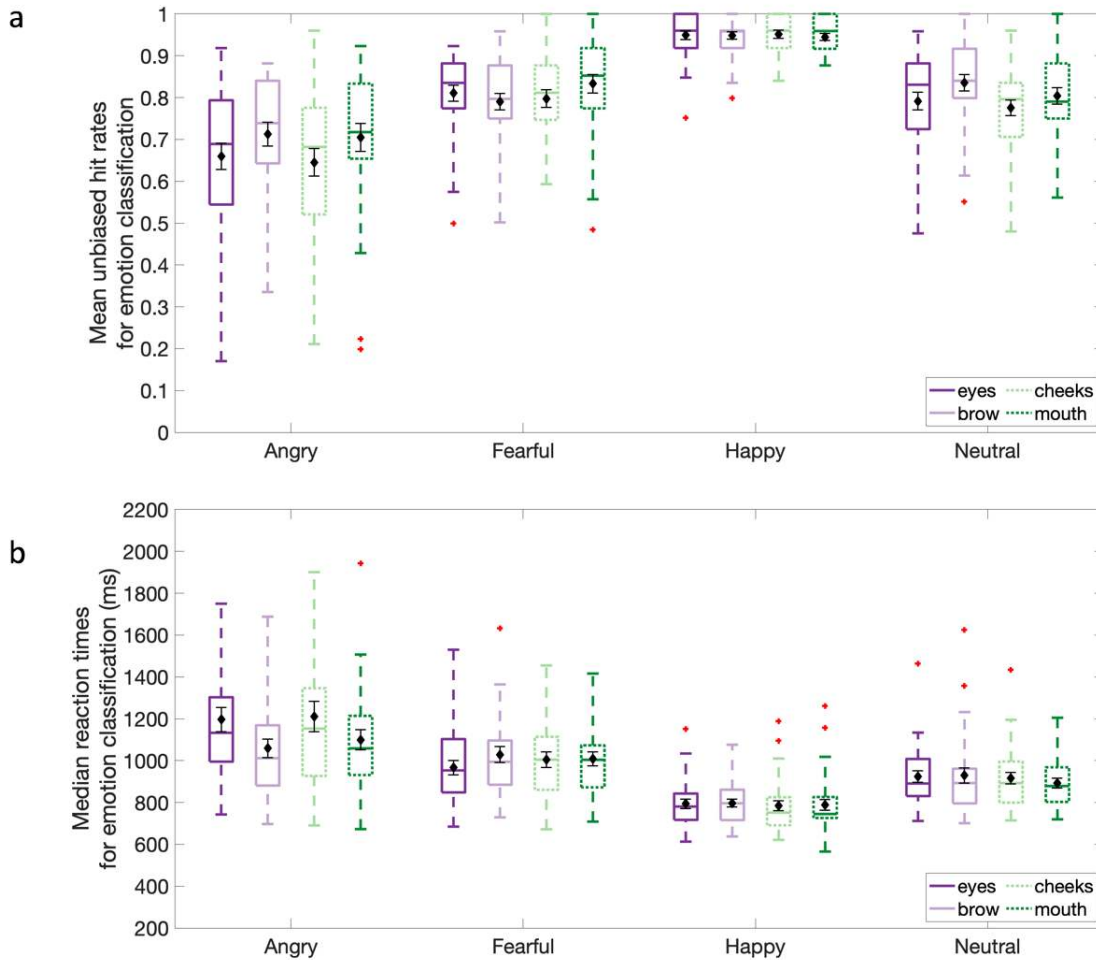 a
Mean unbiased hit rates
for emotion classification
1
0.9
0.8
0.7
0.6
0.5
0.4
0.3
0.2
0.1
0
Angry Fearful Happy Neutral
eyes cheeks
brow mouth
b
Median reaction times
for emotion classification (ms)
2200
2000
1800
1600
1400
1200
1000
800
600
400
200
Angry Fearful Happy Neutral
eyes cheeks
brow mouth